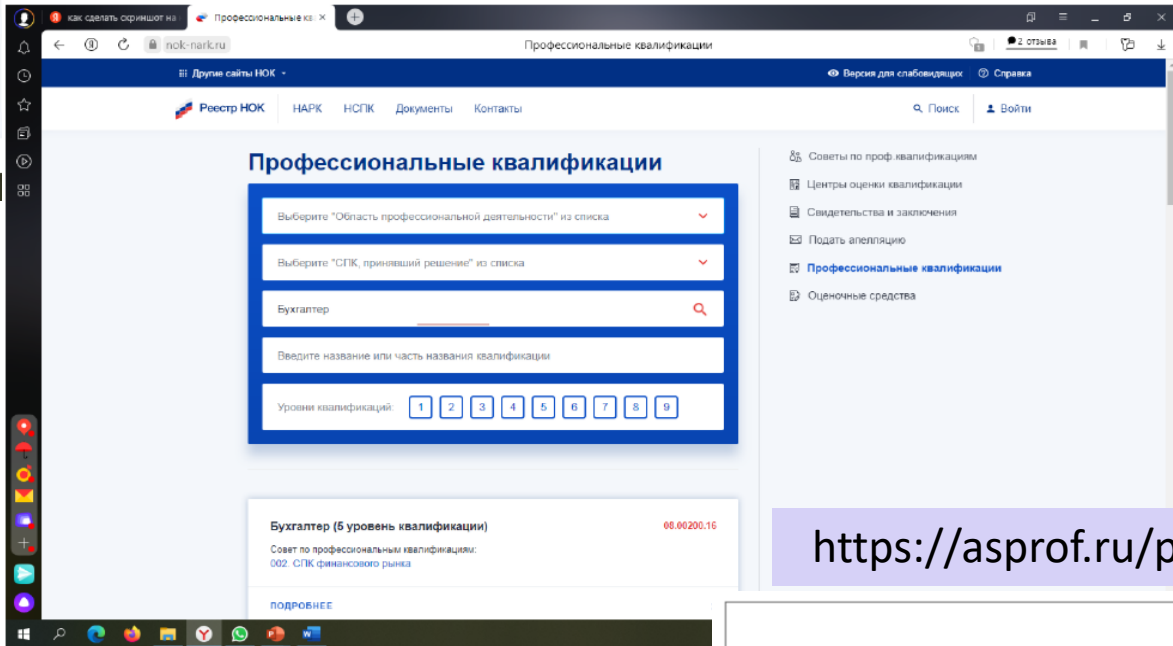 как сделать скриншот на
Профессиональные кв
nok-nark.ru
Профессиональные квалификации
2 отзыва
Другие сайты НОК
Версия для слабовидящих
Справка
Реестр НОК
НАРК
НСПК
Документы
Контакты
Поиск
Войти
Профессиональные квалификации
Выберите "Область профессиональной деятельности" из списка
Выберите "СПК, принявший решение" из списка
Бухгалтер
Введите название или часть названия квалификации
Уровни квалификаций: 1 2 3 4 5 6 7 8 9
Советы по проф.квалификациям
Центры оценки квалификации
Свидетельства и заключения
Подать апелляцию
Профессиональные квалификации
Оценочные средства
Бухгалтер (5 уровень квалификации)
08.00200.16
Совет по профессиональным квалификациям:
002. СПК финансового рынка
ПОДРОБНЕЕ
https://asprof.ru/p